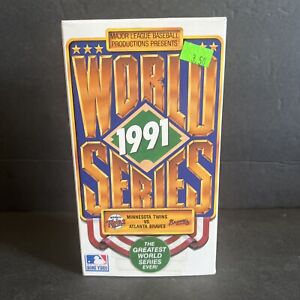 MAJOR LEAGUE BASEBALL
PRODUCTIONS PRESENTS
WORLD
1991
SERIES
MINNESOTA TWINS
VS.
ATLANTA BRAVES
Twins
Braves
THE
GREATEST WORLD
SERIES
EVER!
HOME VIDEO